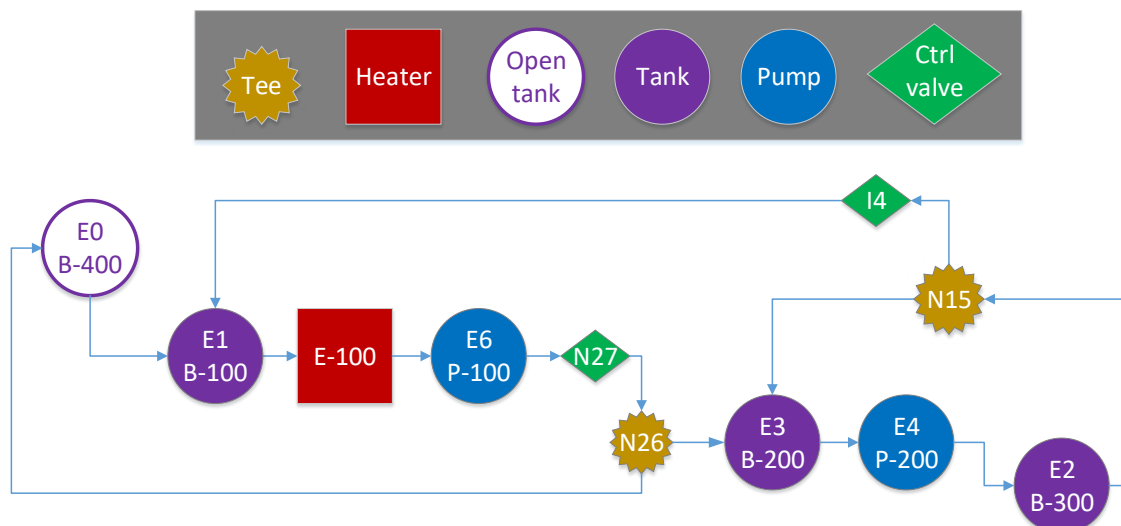 Tee
Heater
Open
tank
Tank
Pump
Ctrl
valve
E0
B-400
I4
N15
E1
B-100
E-100
E6
P-100
N27
N26
E3
B-200
E4
P-200
E2
B-300